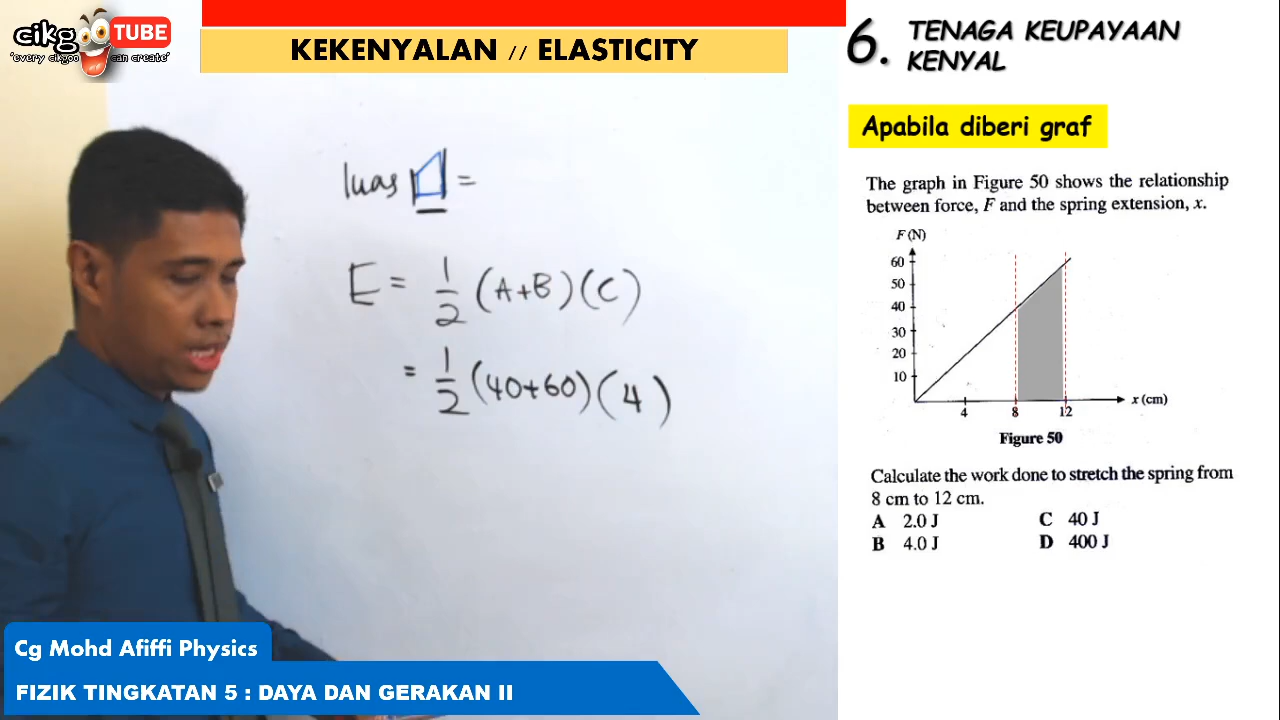 cikgooTUBE
'every cikgoo can create'
KEKENYALAN // ELASTICITY
luas =
E = 1/2 (A+B)(C)
= 1/2 (40+60)(4)
Cg Mohd Afiffi Physics
FIZIK TINGKATAN 5 : DAYA DAN GERAKAN II
6. TENAGA KEUPAYAAN
KENYAL
Apabila diberi graf
The graph in Figure 50 shows the relationship
between force, F and the spring extension, x.
F (N)
60
50
40
30
20
10
4 8 12 x (cm)
Figure 50
Calculate the work done to stretch the spring from
8 cm to 12 cm.
A 2.0 J C 40 J
B 4.0 J D 400 J